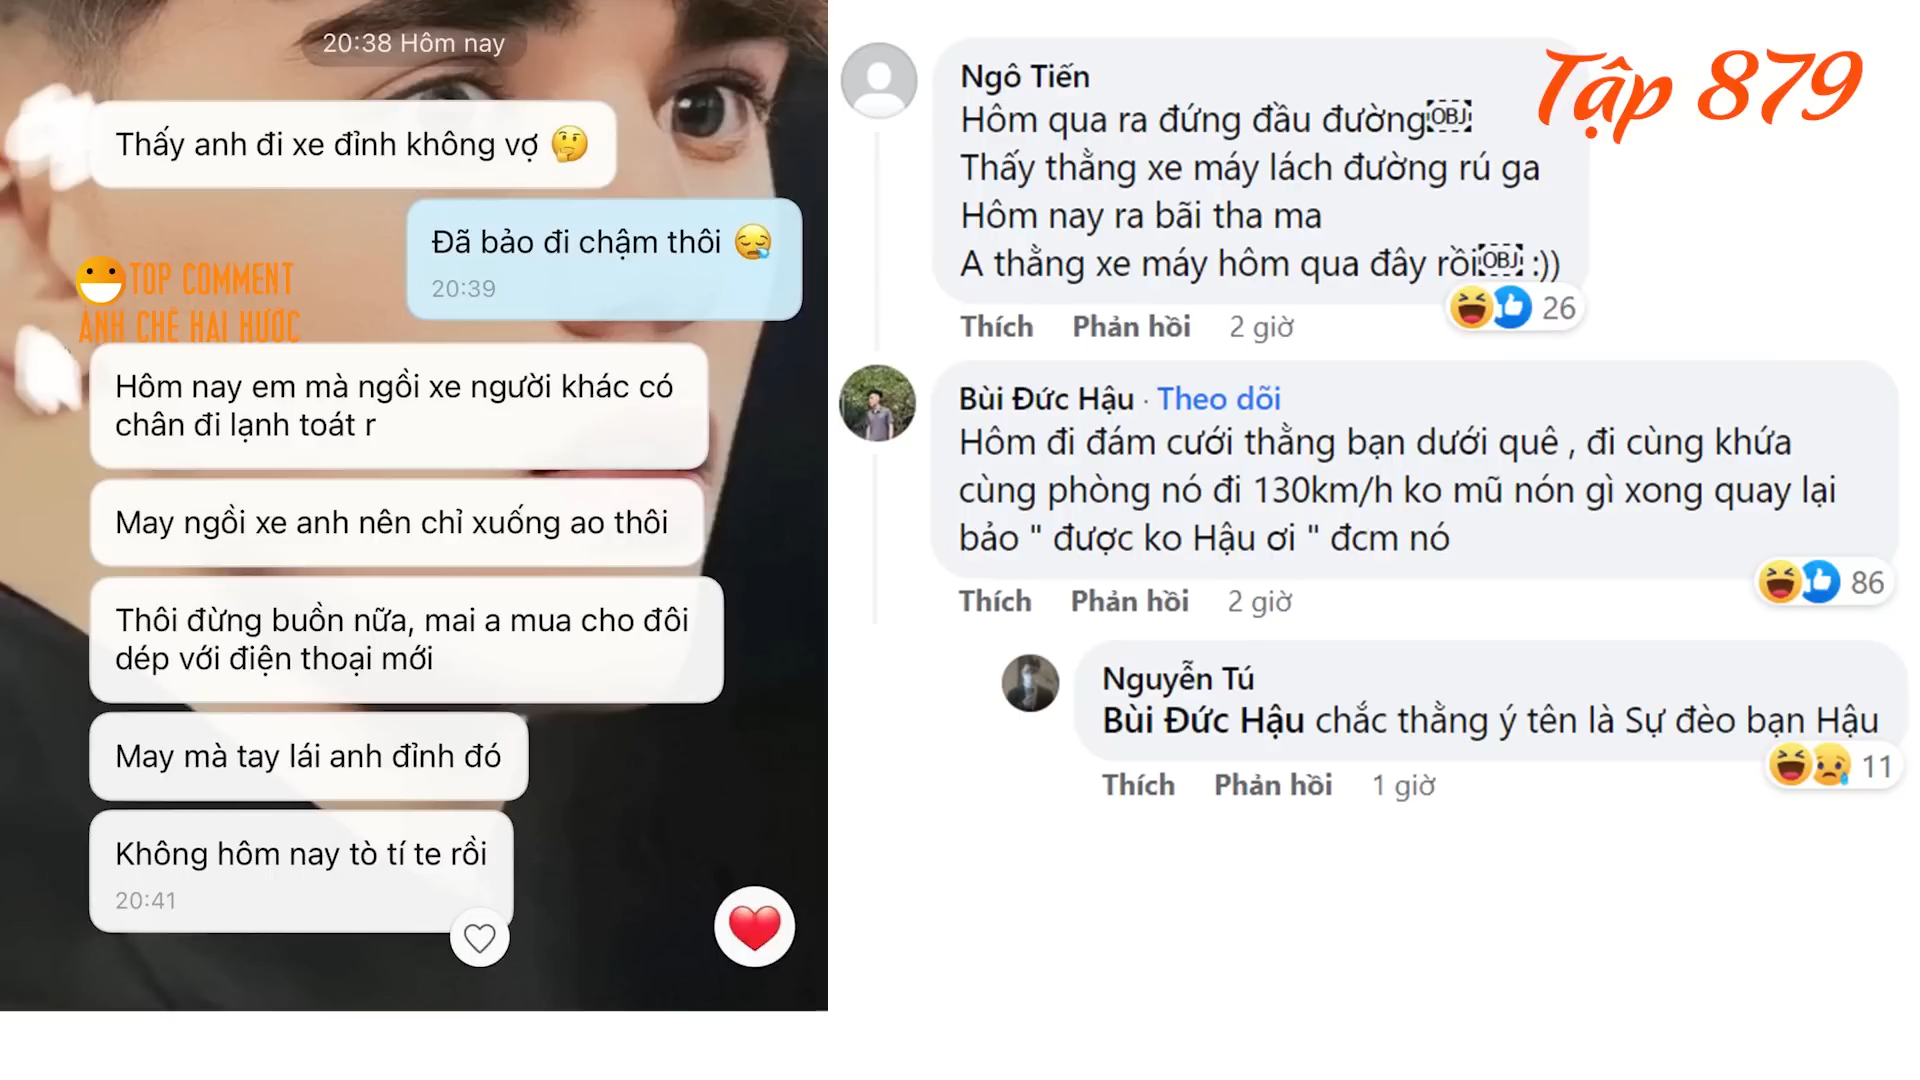 20:38 Hôm nay
Thấy anh đi xe đỉnh không vợ 🤔
Đã bảo đi chậm thôi 😪
20:39
TOP COMMENT
ẢNH CHẾ HÀI HƯỚC
Hôm nay em mà ngồi xe người khác có
chân đi lạnh toát r
May ngồi xe anh nên chỉ xuống ao thôi
Thôi đừng buồn nữa, mai a mua cho đôi
dép với điện thoại mới
May mà tay lái anh đỉnh đó
Không hôm nay tò tí te rồi
20:41
Tập 879
Ngô Tiến
Hôm qua ra đứng đầu đường￼
Thấy thằng xe máy lách đường rú ga
Hôm nay ra bãi tha ma
A thằng xe máy hôm qua đây rồi￼ :))
26
Thích Phản hồi 2 giờ
Bùi Đức Hậu · Theo dõi
Hôm đi đám cưới thằng bạn dưới quê , đi cùng khứa
cùng phòng nó đi 130km/h ko mũ nón gì xong quay lại
bảo " được ko Hậu ơi " đcm nó
86
Thích Phản hồi 2 giờ
Nguyễn Tú
Bùi Đức Hậu chắc thằng ý tên là Sự đèo bạn Hậu
11
Thích Phản hồi 1 giờ